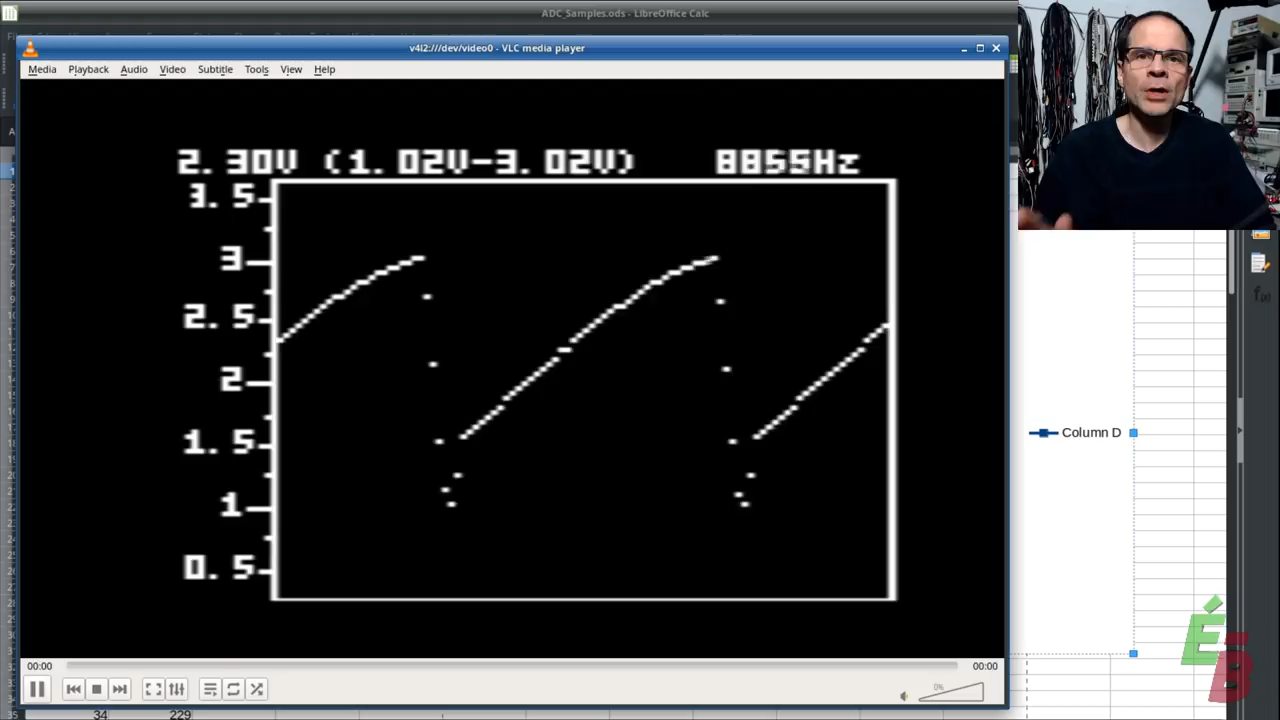 ADC_Samples.ods - LibreOffice Calc
v4l2:///dev/video0 - VLC media player
Media Playback Audio Video Subtitle Tools View Help
2.30V (1.02V-3.02V) 8855Hz
3.5
3
2.5
2
1.5
1
0.5
Column D
00:00 00:00
0%
34 229
ÉB